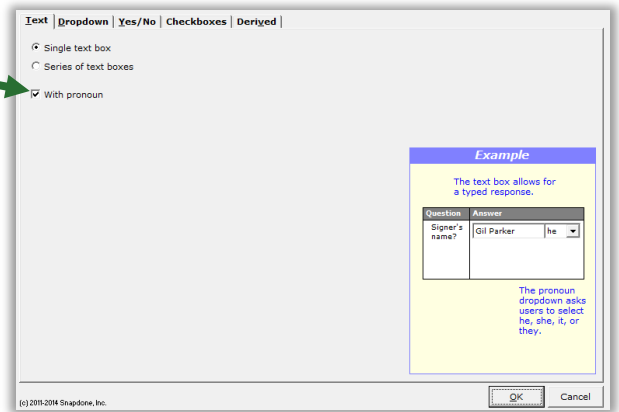 Text Dropdown Yes/No Checkboxes Derived
Single text box
Series of text boxes
With pronoun
Example
The text box allows for
a typed response.
Question Answer
Signer's
name?
Gil Parker he
The pronoun
dropdown asks
users to select
he, she, it, or
they.
(c) 2011-2014 Snapdone, Inc.
OK Cancel